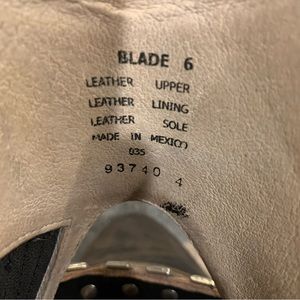 BLADE 6
LEATHER UPPER
LEATHER LINING
LEATHER SOLE
MADE IN MEXICO
035
93740 4